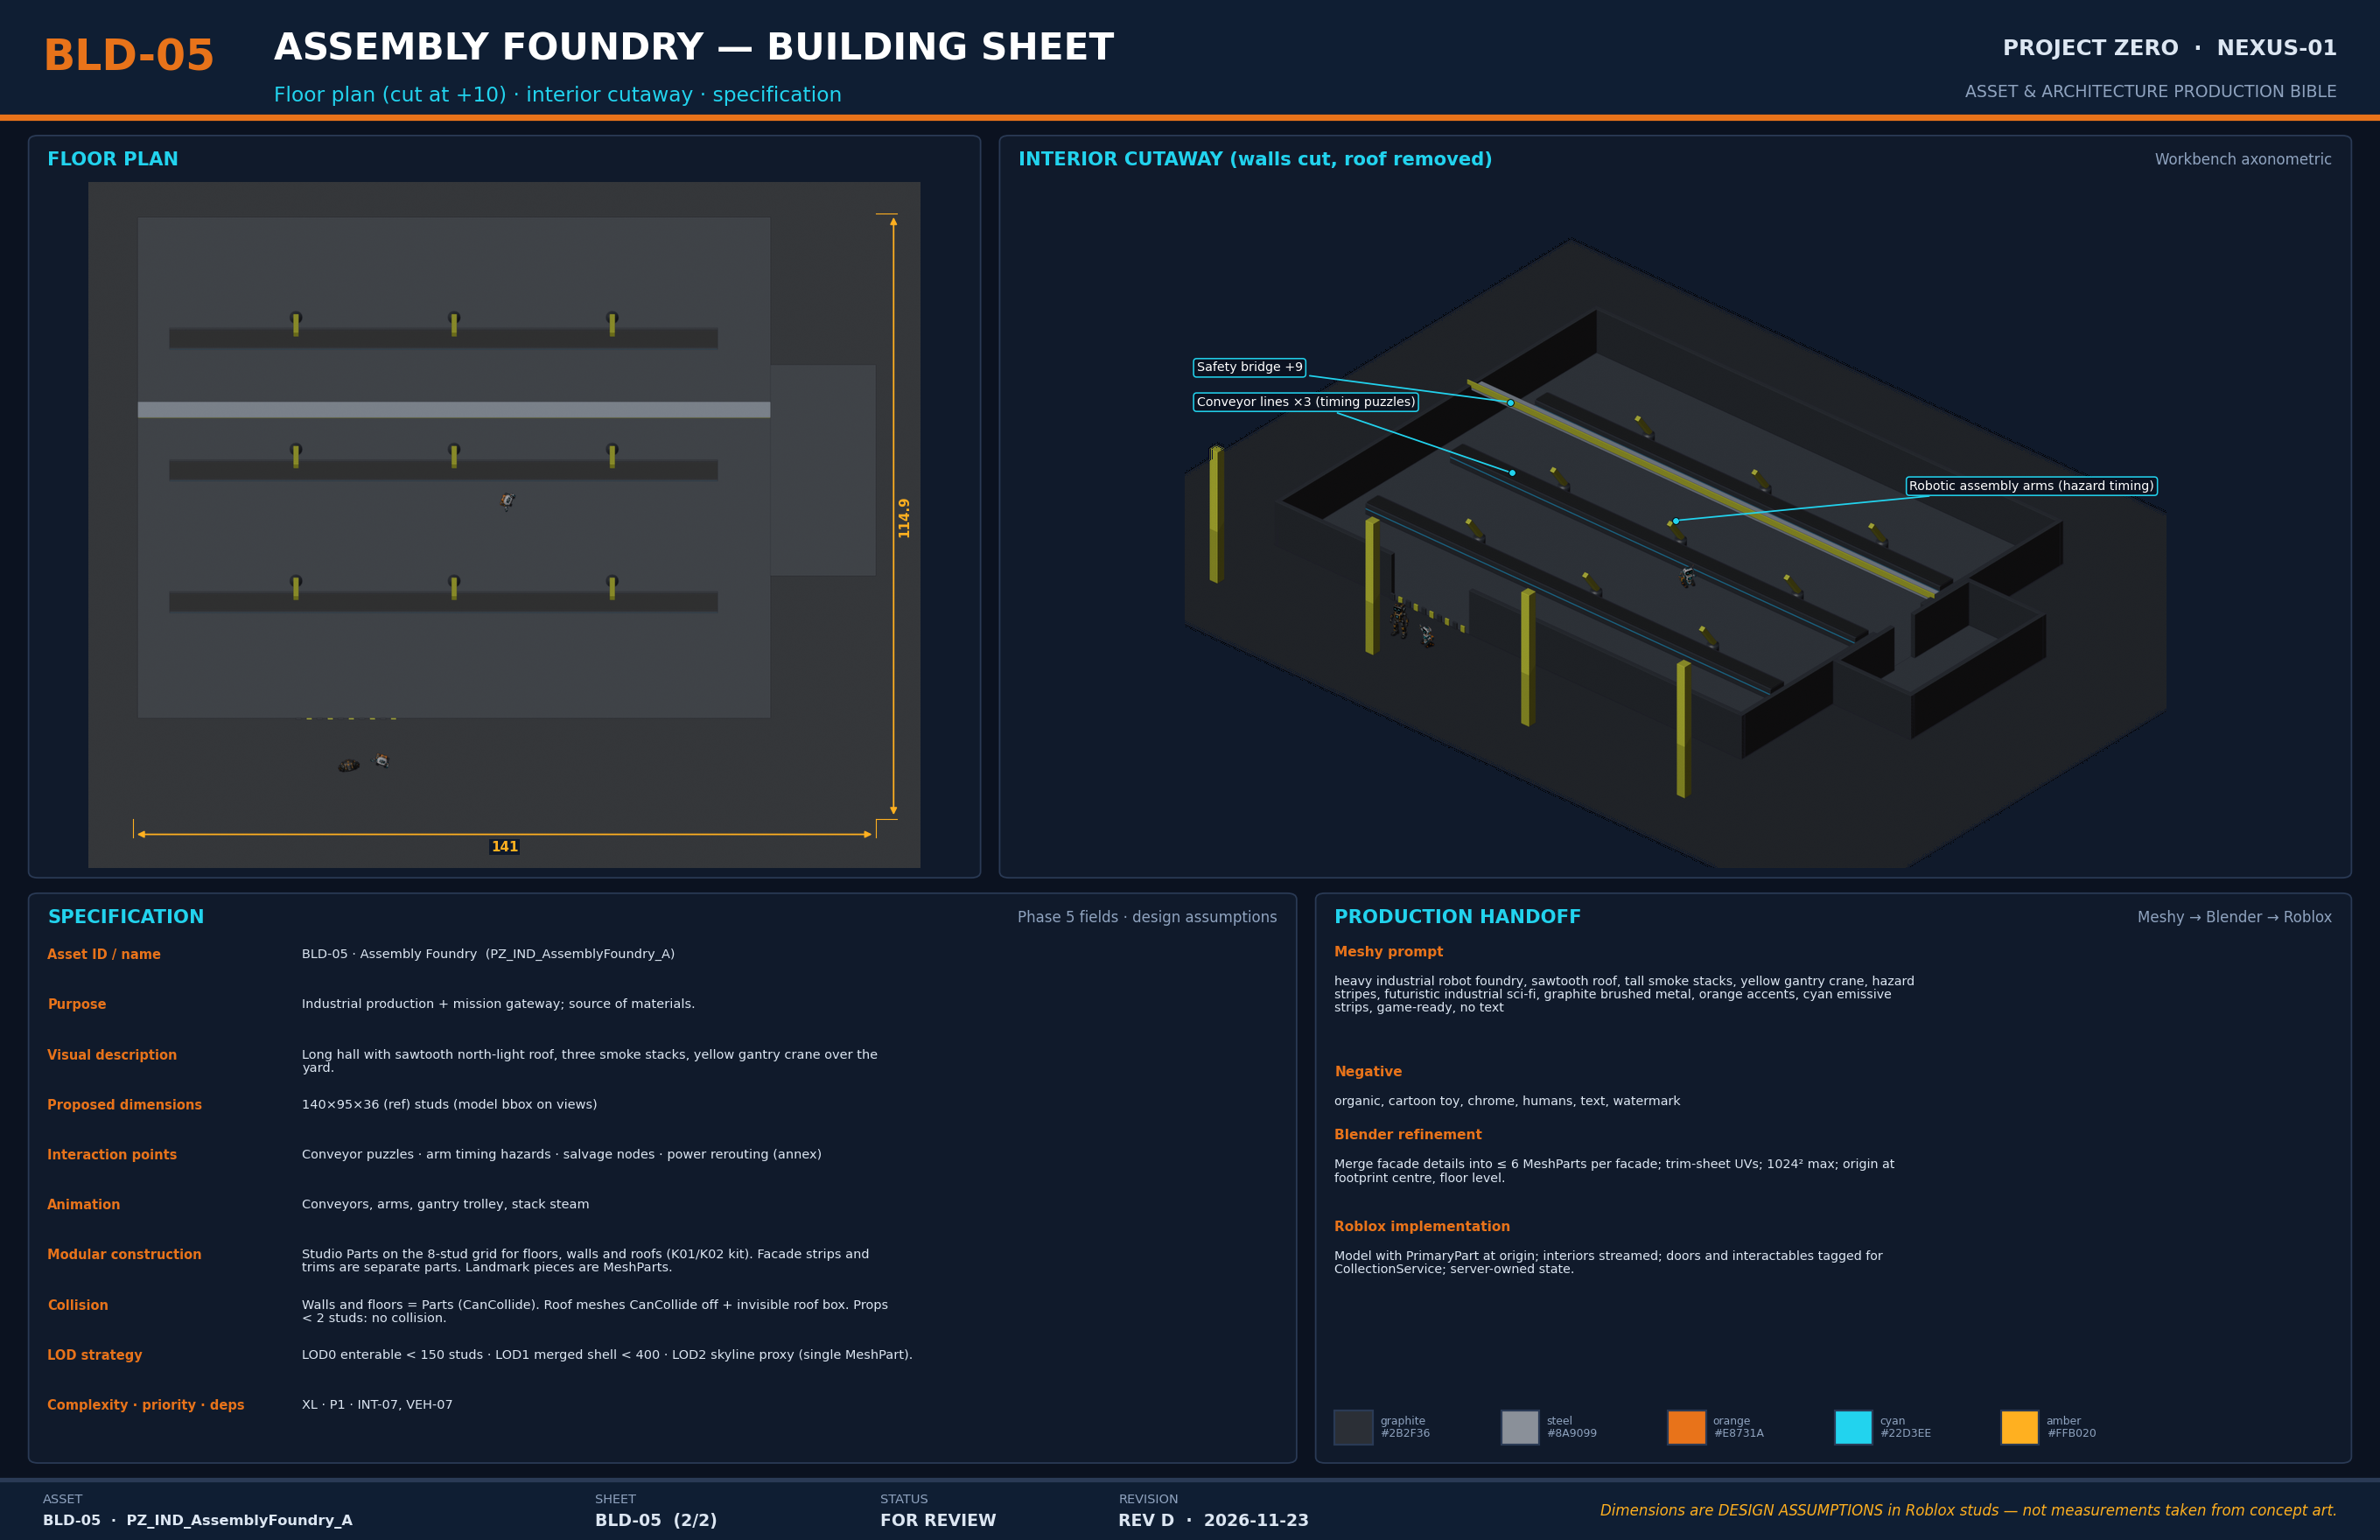 BLD-05
ASSEMBLY FOUNDRY — BUILDING SHEET
Floor plan (cut at +10) · interior cutaway · specification
PROJECT ZERO · NEXUS-01
ASSET & ARCHITECTURE PRODUCTION BIBLE
FLOOR PLAN
114.9
141
INTERIOR CUTAWAY (walls cut, roof removed)
Workbench axonometric
Safety bridge +9
Conveyor lines ×3 (timing puzzles)
Robotic assembly arms (hazard timing)
SPECIFICATION
Phase 5 fields · design assumptions
Asset ID / name
BLD-05 · Assembly Foundry (PZ_IND_AssemblyFoundry_A)
Purpose
Industrial production + mission gateway; source of materials.
Visual description
Long hall with sawtooth north-light roof, three smoke stacks, yellow gantry crane over the
yard.
Proposed dimensions
140×95×36 (ref) studs (model bbox on views)
Interaction points
Conveyor puzzles · arm timing hazards · salvage nodes · power rerouting (annex)
Animation
Conveyors, arms, gantry trolley, stack steam
Modular construction
Studio Parts on the 8-stud grid for floors, walls and roofs (K01/K02 kit). Facade strips and
trims are separate parts. Landmark pieces are MeshParts.
Collision
Walls and floors = Parts (CanCollide). Roof meshes CanCollide off + invisible roof box. Props
< 2 studs: no collision.
LOD strategy
LOD0 enterable < 150 studs · LOD1 merged shell < 400 · LOD2 skyline proxy (single MeshPart).
Complexity · priority · deps
XL · P1 · INT-07, VEH-07
PRODUCTION HANDOFF
Meshy → Blender → Roblox
Meshy prompt
heavy industrial robot foundry, sawtooth roof, tall smoke stacks, yellow gantry crane, hazard
stripes, futuristic industrial sci-fi, graphite brushed metal, orange accents, cyan emissive
strips, game-ready, no text
Negative
organic, cartoon toy, chrome, humans, text, watermark
Blender refinement
Merge facade details into ≤ 6 MeshParts per facade; trim-sheet UVs; 1024² max; origin at
footprint centre, floor level.
Roblox implementation
Model with PrimaryPart at origin; interiors streamed; doors and interactables tagged for
CollectionService; server-owned state.
graphite
#2B2F36
steel
#8A9099
orange
#E8731A
cyan
#22D3EE
amber
#FFB020
ASSET
BLD-05 · PZ_IND_AssemblyFoundry_A
SHEET
BLD-05 (2/2)
STATUS
FOR REVIEW
REVISION
REV D · 2026-11-23
Dimensions are DESIGN ASSUMPTIONS in Roblox studs — not measurements taken from concept art.